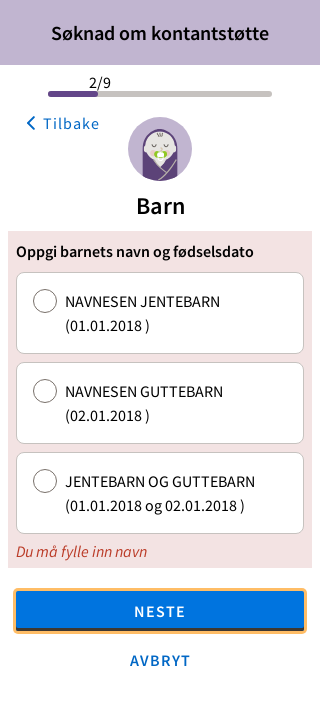 Søknad om kontantstøtte
2/9
Tilbake
Barn
Oppgi barnets navn og fødselsdato
NAVNESEN JENTEBARN
(01.01.2018 )
NAVNESEN GUTTEBARN
(02.01.2018 )
JENTEBARN OG GUTTEBARN
(01.01.2018 og 02.01.2018 )
Du må fylle inn navn
NESTE
AVBRYT